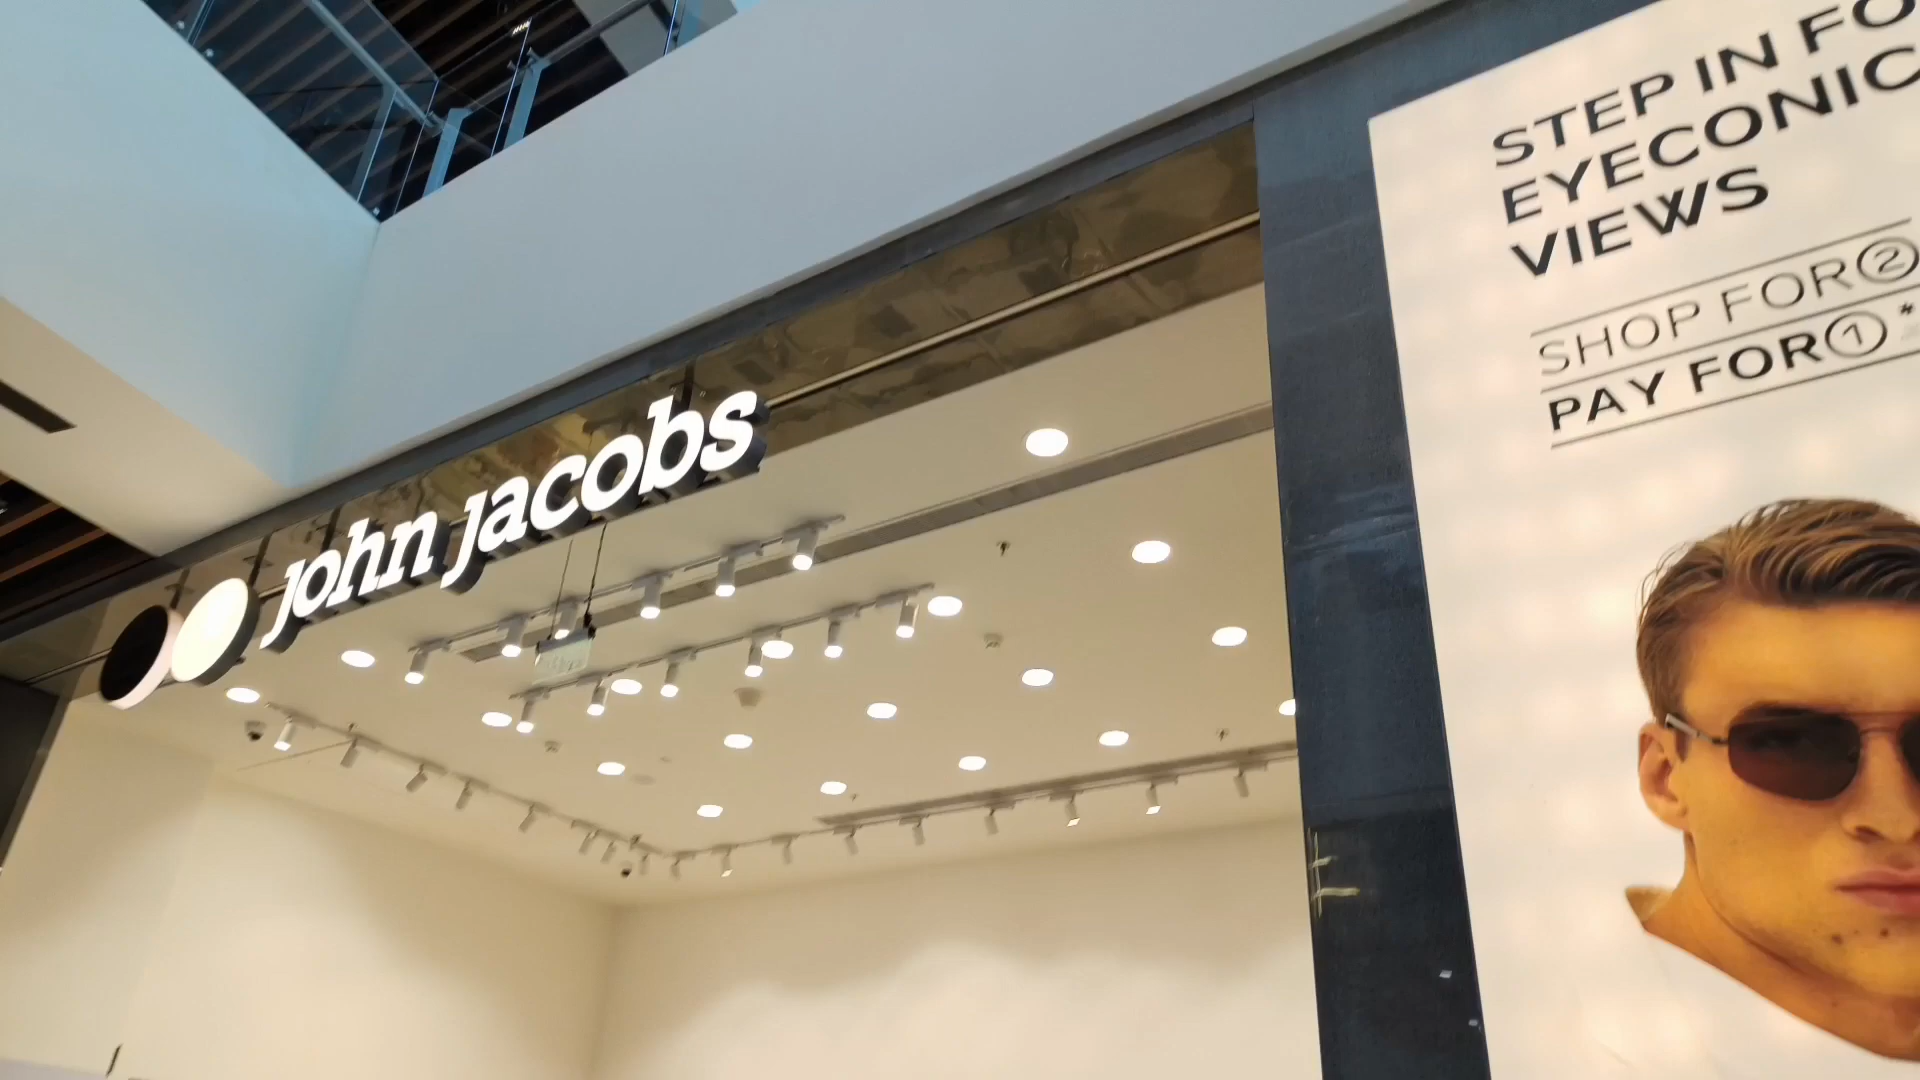 john jacobs
STEP IN FO
EYECONIC
VIEWS
SHOP FOR 2
PAY FOR 1 *